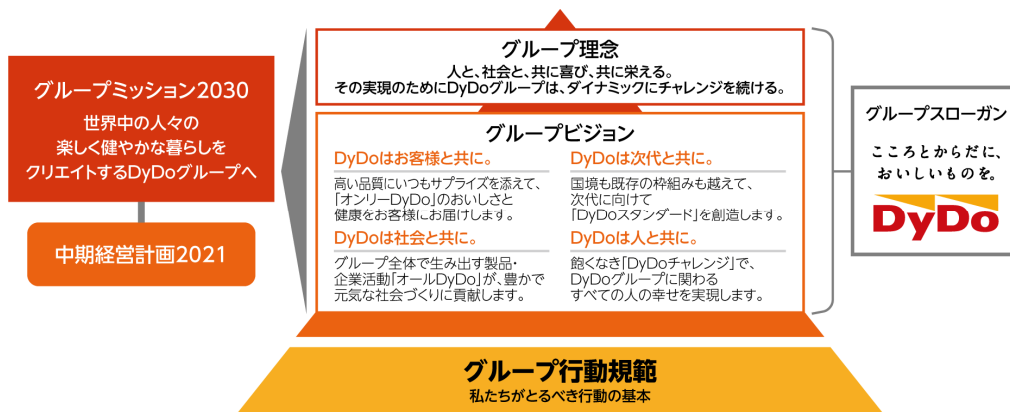 グループ理念
人と、社会と、共に喜び、共に栄える。
その実現のためにDyDoグループは、ダイナミックにチャレンジを続ける。
グループミッション2030
世界中の人々の
楽しく健やかな暮らしを
クリエイトするDyDoグループへ
中期経営計画2021
グループビジョン
DyDoはお客様と共に。
高い品質にいつもサプライズを添えて、
「オンリーDyDo」のおいしさと
健康をお客様にお届けします。
DyDoは次代と共に。
国境も既存の枠組みも越えて、
次代に向けて
「DyDoスタンダード」を創造します。
DyDoは社会と共に。
グループ全体で生み出す製品・
企業活動「オールDyDo」が、豊かで
元気な社会づくりに貢献します。
DyDoは人と共に。
飽くなき「DyDoチャレンジ」で、
DyDoグループに関わる
すべての人の幸せを実現します。
グループスローガン
こころとからだに、
おいしいものを。
DyDo
グループ行動規範
私たちがとるべき行動の基本